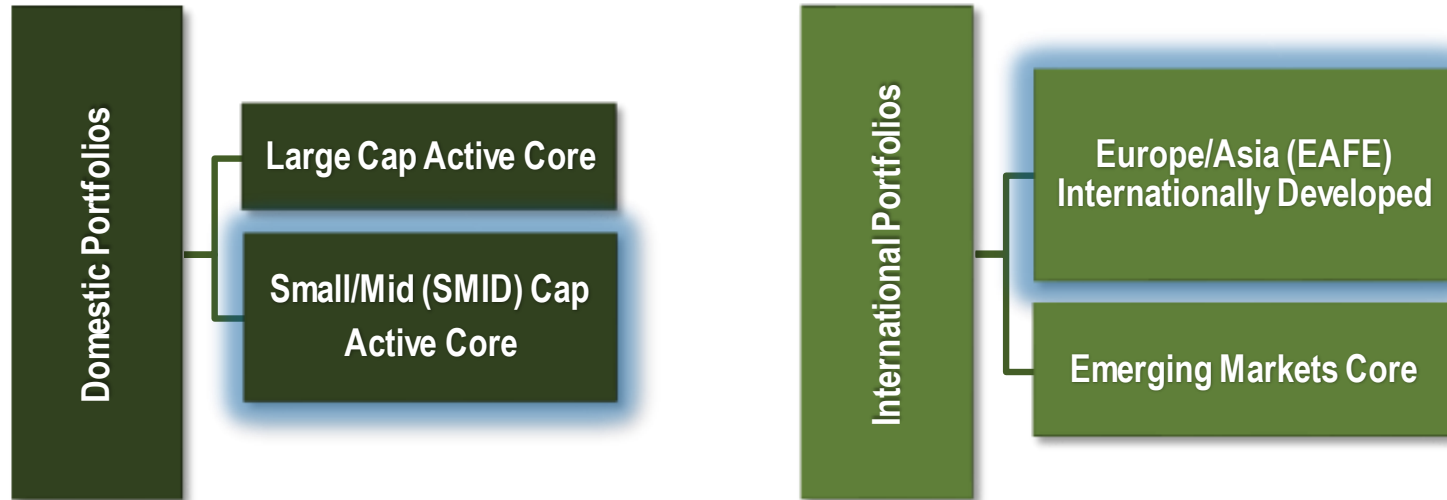 Domestic Portfolios
Large Cap Active Core
Small/Mid (SMID) Cap
Active Core
International Portfolios
Europe/Asia (EAFE)
Internationally Developed
Emerging Markets Core